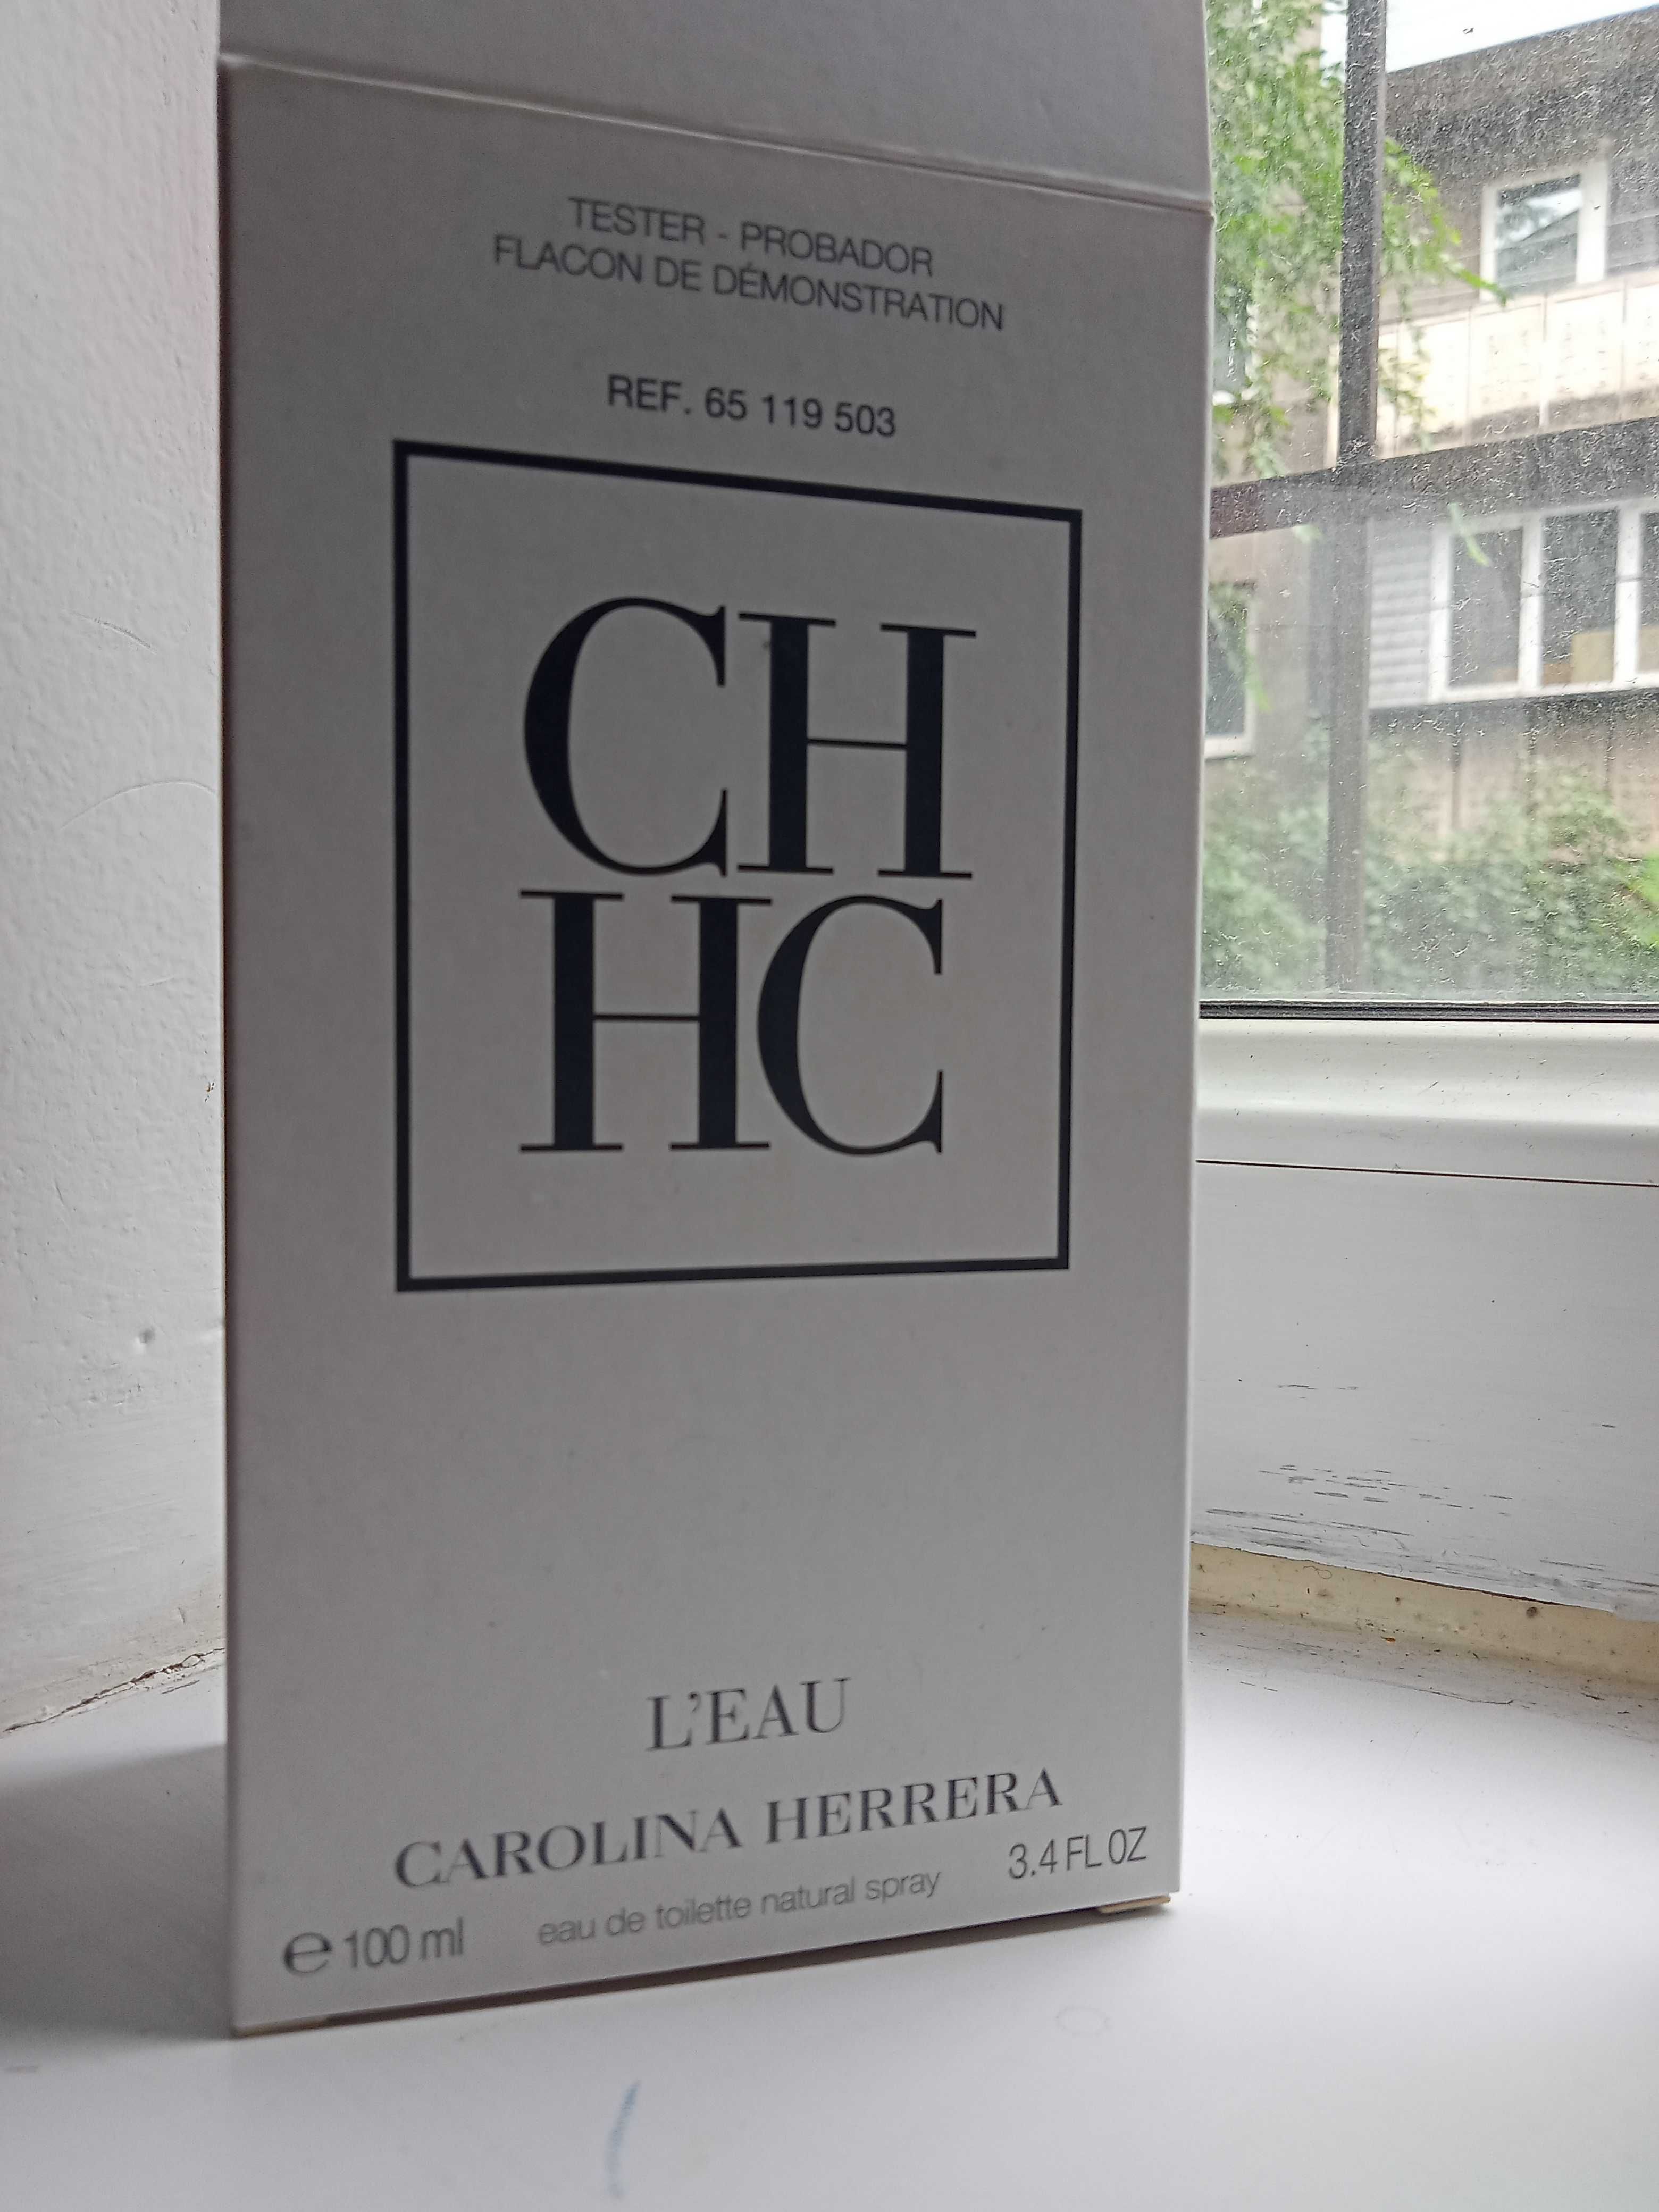 TESTER - PROBADOR
FLACON DE DÉMONSTRATION
REF. 65 119 503
CH
HC
L'EAU
CAROLINA HERRERA
℮ 100 ml eau de toilette natural spray 3.4 FL OZ